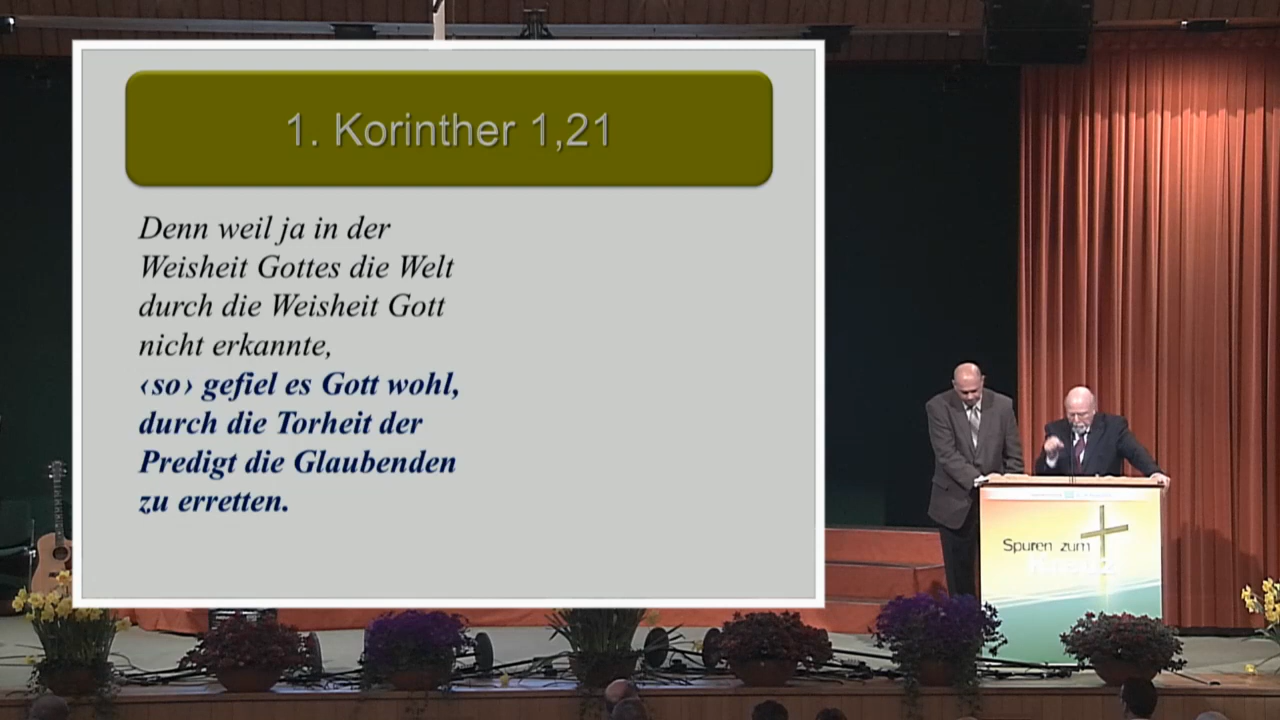 1. Korinther 1,21
Denn weil ja in der
Weisheit Gottes die Welt
durch die Weisheit Gott
nicht erkannte,
‹so› gefiel es Gott wohl,
durch die Torheit der
Predigt die Glaubenden
zu erretten.
Spuren zum